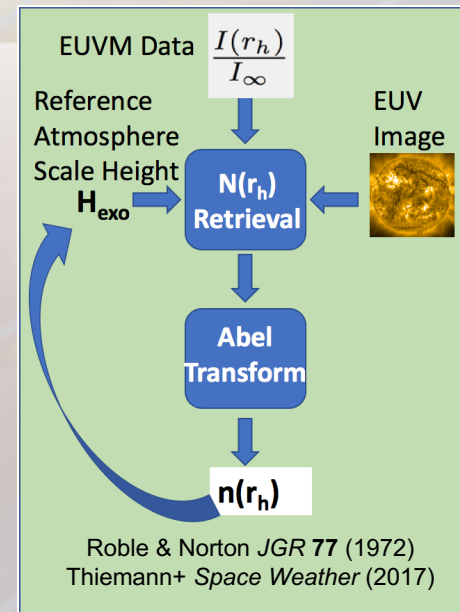 EUVM Data
I(r_h)
I_∞
Reference
Atmosphere
Scale Height
H_exo
EUV
Image
N(r_h)
Retrieval
Abel
Transform
n(r_h)
Roble & Norton JGR 77 (1972)
Thiemann+ Space Weather (2017)